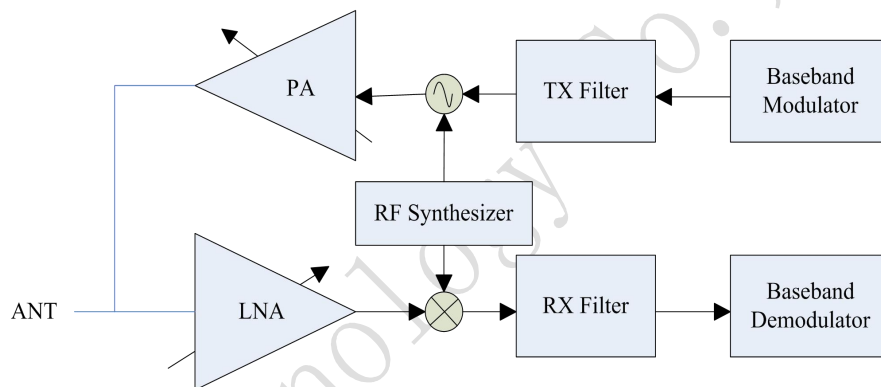 PA
TX Filter
Baseband
Modulator
RF Synthesizer
ANT
LNA
RX Filter
Baseband
Demodulator